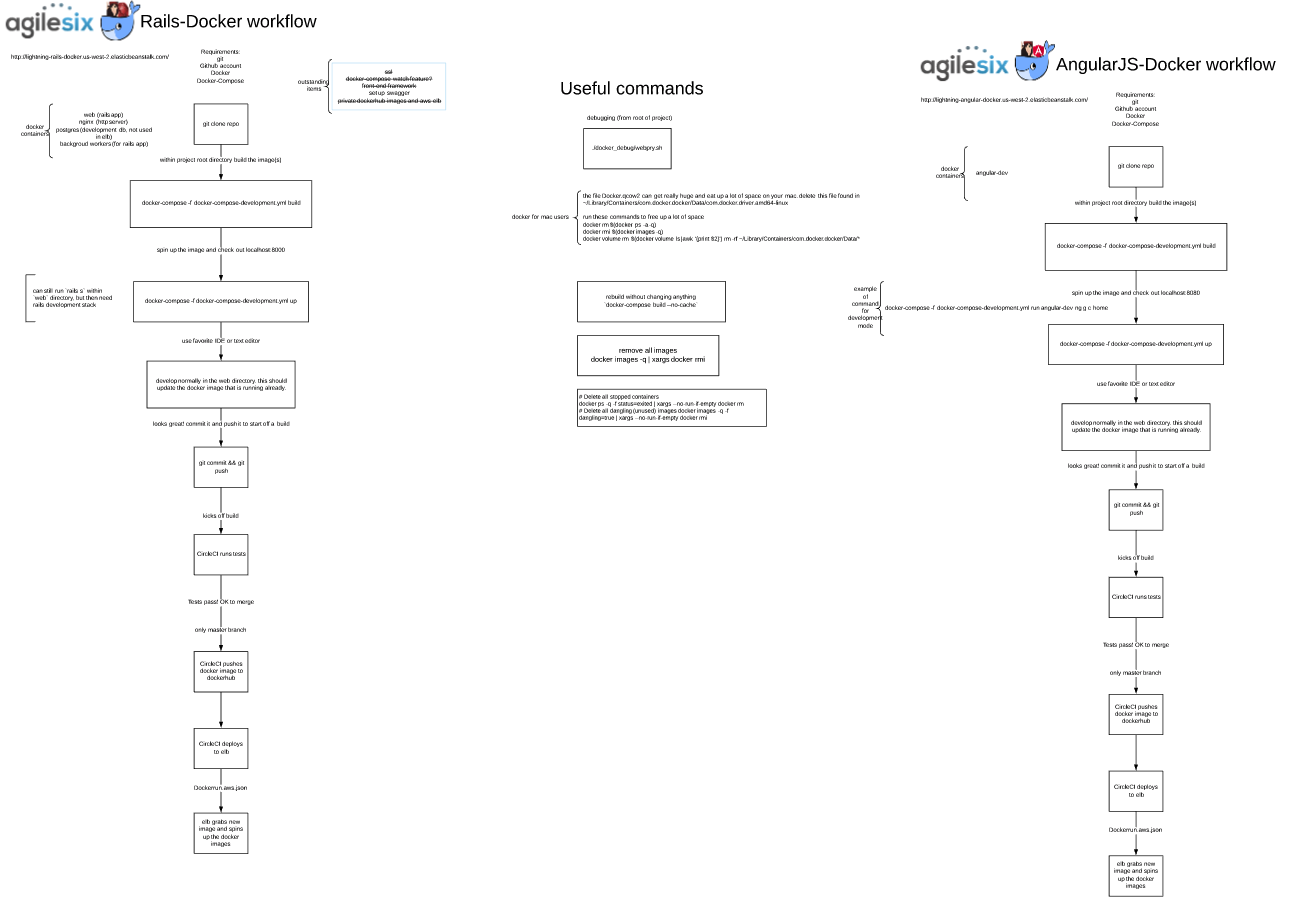 agilesix
Rails-Docker workflow
http://lightning-rails-docker.us-west-2.elasticbeanstalk.com/
Requirements:
git
Github account
Docker
Docker-Compose
outstanding
items
ssl
docker-compose watch feature?
front-end framework
set up swagger
private dockerhub images and aws elb
docker
containers
web (rails app)
nginx (http server)
postgres (development db, not used
in elb)
backgroud workers (for rails app)
git clone repo
within project root directory build the image(s)
docker-compose -f docker-compose-development.yml build
spin up the image and check out localhost:8000
can still run `rails s` within
`web` directory, but then need
rails development stack
docker-compose -f docker-compose-development.yml up
use favorite IDE or text editor
develop normally in the web directory. this should
update the docker image that is running already.
looks great! commit it and push it to start off a build
git commit && git
push
kicks off build
CircleCI runs tests
Tests pass! OK to merge
only master branch
CircleCI pushes
docker image to
dockerhub
CircleCI deploys
to elb
Dockerrun.aws.json
elb grabs new
image and spins
up the docker
images
Useful commands
debugging (from root of project)
./docker_debug/webpry.sh
docker for mac users
the file Docker.qcow2 can get really huge and eat up a lot of space on your mac. delete this file found in
~/Library/Containers/com.docker.docker/Data/com.docker.driver.amd64-linux
run these commands to free up a lot of space
docker rm $(docker ps -a -q)
docker rmi $(docker images -q)
docker volume rm $(docker volume ls |awk '{print $2}') rm -rf ~/Library/Containers/com.docker.docker/Data/*
rebuild without changing anything
`docker-compose build --no-cache`
remove all images
docker images -q | xargs docker rmi
# Delete all stopped containers
docker ps -q -f status=exited | xargs --no-run-if-empty docker rm
# Delete all dangling (unused) images docker images -q -f
dangling=true | xargs --no-run-if-empty docker rmi
agilesix
AngularJS-Docker workflow
http://lightning-angular-docker.us-west-2.elasticbeanstalk.com/
Requirements:
git
Github account
Docker
Docker-Compose
docker
containers
angular-dev
git clone repo
within project root directory build the image(s)
docker-compose -f docker-compose-development.yml build
spin up the image and check out localhost:8080
example
of
command
for
development
mode
docker-compose -f docker-compose-development.yml run angular-dev ng g c home
docker-compose -f docker-compose-development.yml up
use favorite IDE or text editor
develop normally in the web directory. this should
update the docker image that is running already.
looks great! commit it and push it to start off a build
git commit && git
push
kicks off build
CircleCI runs tests
Tests pass! OK to merge
only master branch
CircleCI pushes
docker image to
dockerhub
CircleCI deploys
to elb
Dockerrun.aws.json
elb grabs new
image and spins
up the docker
images